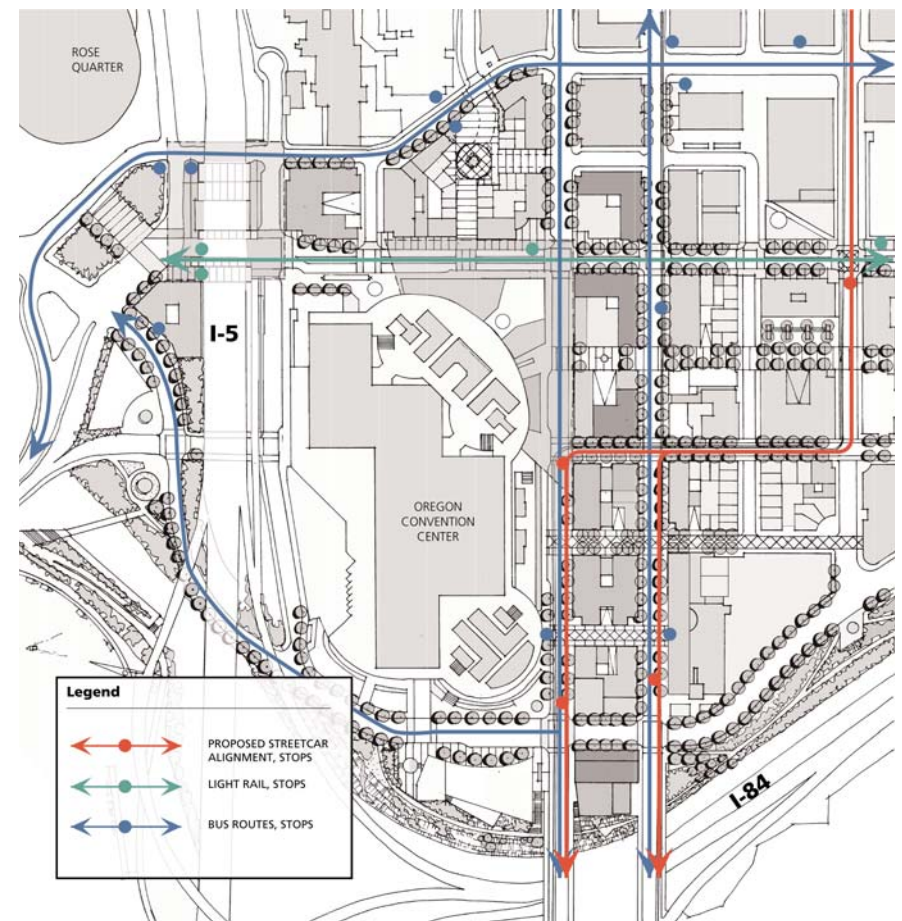 ROSE
QUARTER
I-5
OREGON
CONVENTION
CENTER
Legend
PROPOSED STREETCAR
ALIGNMENT, STOPS
LIGHT RAIL, STOPS
BUS ROUTES, STOPS
I-84